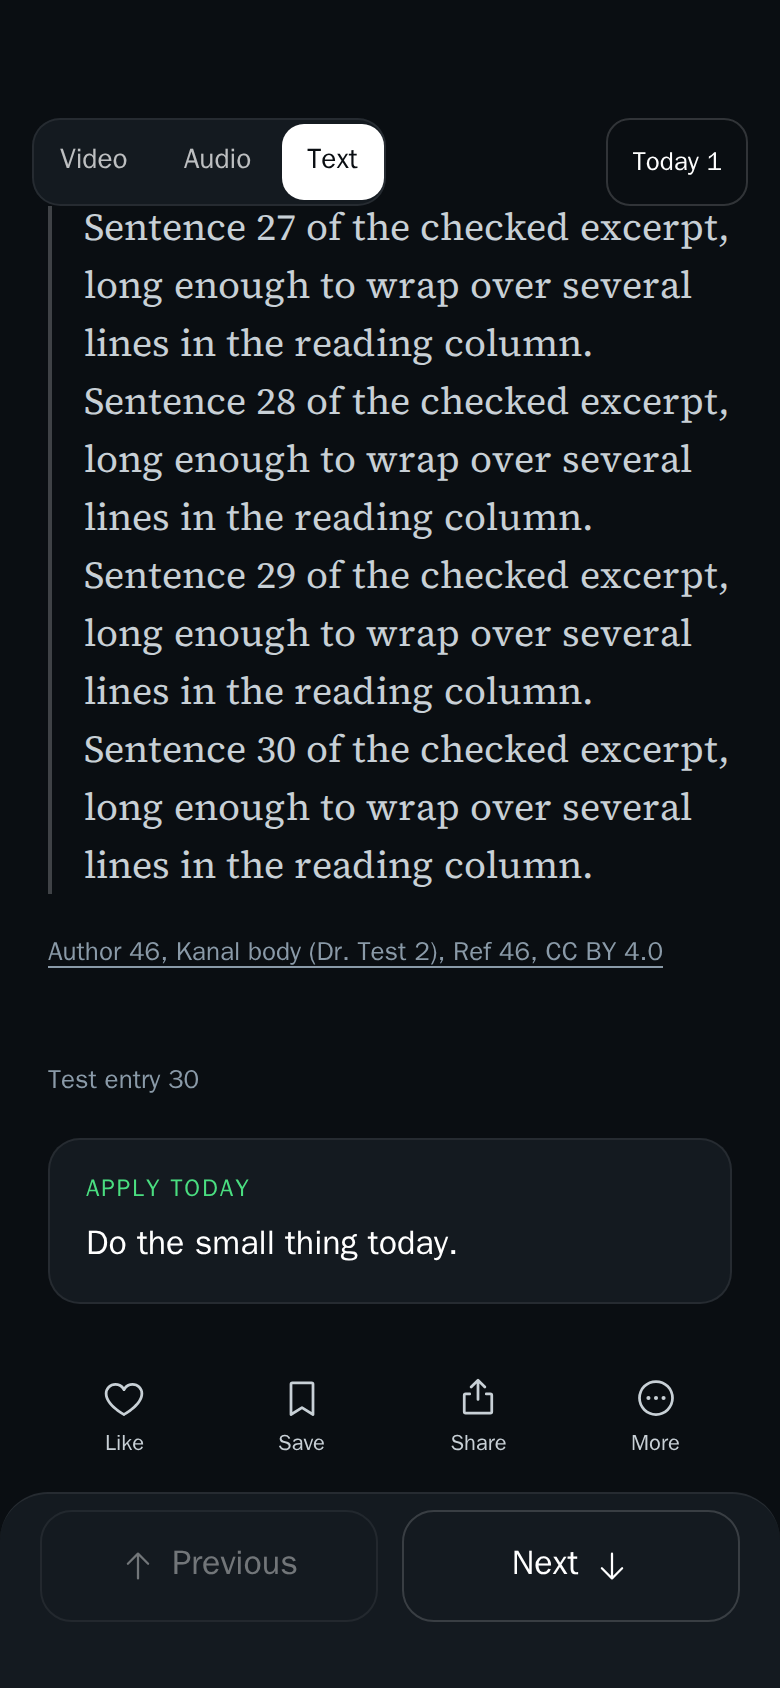 Video Audio Text Today 1
Sentence 27 of the checked excerpt,
long enough to wrap over several
lines in the reading column.
Sentence 28 of the checked excerpt,
long enough to wrap over several
lines in the reading column.
Sentence 29 of the checked excerpt,
long enough to wrap over several
lines in the reading column.
Sentence 30 of the checked excerpt,
long enough to wrap over several
lines in the reading column.
Author 46, Kanal body (Dr. Test 2), Ref 46, CC BY 4.0
Test entry 30
APPLY TODAY
Do the small thing today.
Like Save Share More
Previous Next